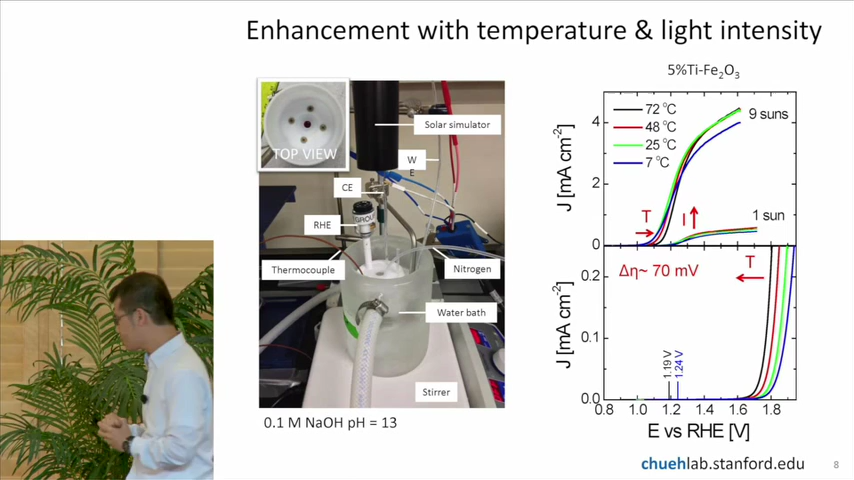 Enhancement with temperature & light intensity
TOP VIEW
Solar simulator
W
E
CE
GROUP
RHE
Thermocouple
Nitrogen
Water bath
Stirrer
0.1 M NaOH pH = 13
5%Ti-Fe₂O₃
72 °C
48 °C
25 °C
7 °C
9 suns
1 sun
T
I
J [mA cm⁻²]
4
2
0
Δη~ 70 mV
T
J [mA cm⁻²]
0.2
0.1
0.0
1.19 V
1.24 V
0.8 1.0 1.2 1.4 1.6 1.8
E vs RHE [V]
chuehlab.stanford.edu
8